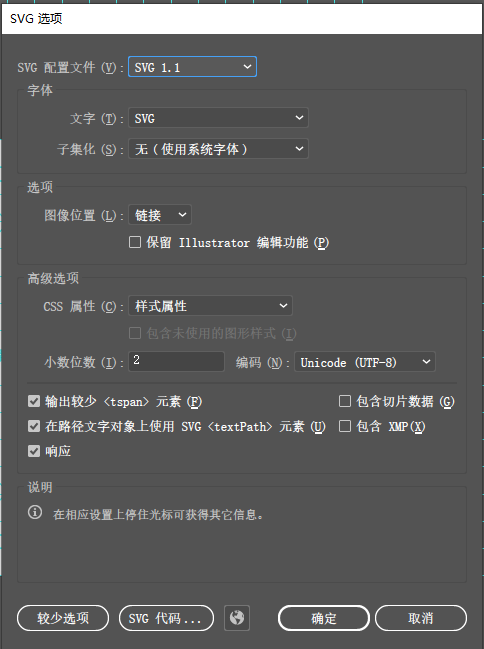 SVG 选项
SVG 配置文件 (V): SVG 1.1
字体
文字 (T): SVG
子集化 (S): 无（使用系统字体）
选项
图像位置 (L): 链接
保留 Illustrator 编辑功能 (P)
高级选项
CSS 属性 (C): 样式属性
包含未使用的图形样式 (I)
小数位数 (I): 2 编码 (N): Unicode (UTF-8)
输出较少 <tspan> 元素 (F) 包含切片数据 (G)
在路径文字对象上使用 SVG <textPath> 元素 (U) 包含 XMP(X)
响应
说明
在相应设置上停住光标可获得其它信息。
较少选项 SVG 代码... 确定 取消